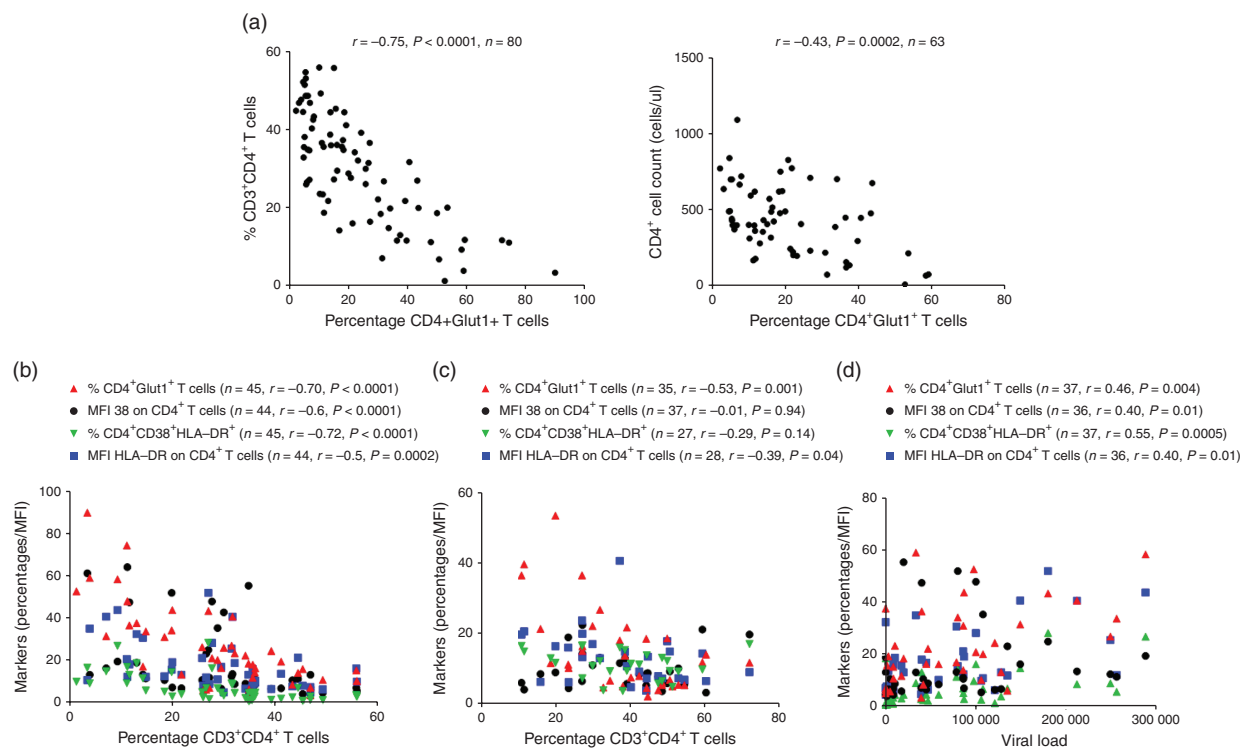 (a)
r = –0.75, P < 0.0001, n = 80
% CD3⁺CD4⁺ T cells
60
40
20
0
0 20 40 60 80 100
Percentage CD4+Glut1+ T cells
r = –0.43, P = 0.0002, n = 63
CD4⁺ cell count (cells/ul)
1500
1000
500
0
0 20 40 60 80
Percentage CD4⁺Glut1⁺ T cells
(b)
% CD4⁺Glut1⁺ T cells (n = 45, r = –0.70, P < 0.0001)
MFI 38 on CD4⁺ T cells (n = 44, r = –0.6, P < 0.0001)
% CD4⁺CD38⁺HLA–DR⁺ (n = 45, r = –0.72, P < 0.0001)
MFI HLA–DR on CD4⁺ T cells (n = 44, r = –0.5, P = 0.0002)
Markers (percentages/MFI)
100
80
60
40
20
0
0 20 40 60
Percentage CD3⁺CD4⁺ T cells
(c)
% CD4⁺Glut1⁺ T cells (n = 35, r = –0.53, P = 0.001)
MFI 38 on CD4⁺ T cells (n = 37, r = –0.01, P = 0.94)
% CD4⁺CD38⁺HLA–DR⁺ (n = 27, r = –0.29, P = 0.14)
MFI HLA–DR on CD4⁺ T cells (n = 28, r = –0.39, P = 0.04)
Markers (percentages/MFI)
60
40
20
0
0 20 40 60 80
Percentage CD3⁺CD4⁺ T cells
(d)
% CD4⁺Glut1⁺ T cells (n = 37, r = 0.46, P = 0.004)
MFI 38 on CD4⁺ T cells (n = 36, r = 0.40, P = 0.01)
% CD4⁺CD38⁺HLA–DR⁺ (n = 37, r = 0.55, P = 0.0005)
MFI HLA–DR on CD4⁺ T cells (n = 36, r = 0.40, P = 0.01)
Markers (percentages/MFI)
80
60
40
20
0
0 100 000 200 000 300 000
Viral load